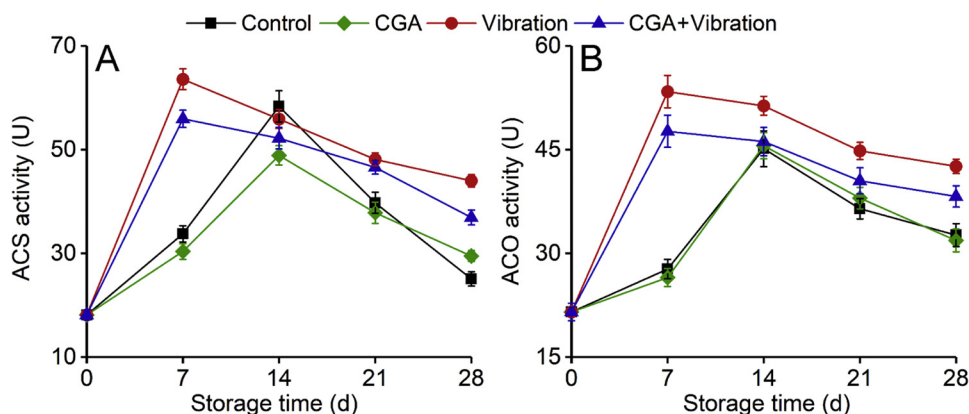 Control CGA Vibration CGA+Vibration
A
70
50
30
10
ACS activity (U)
0 7 14 21 28
Storage time (d)
B
60
45
30
15
ACO activity (U)
0 7 14 21 28
Storage time (d)